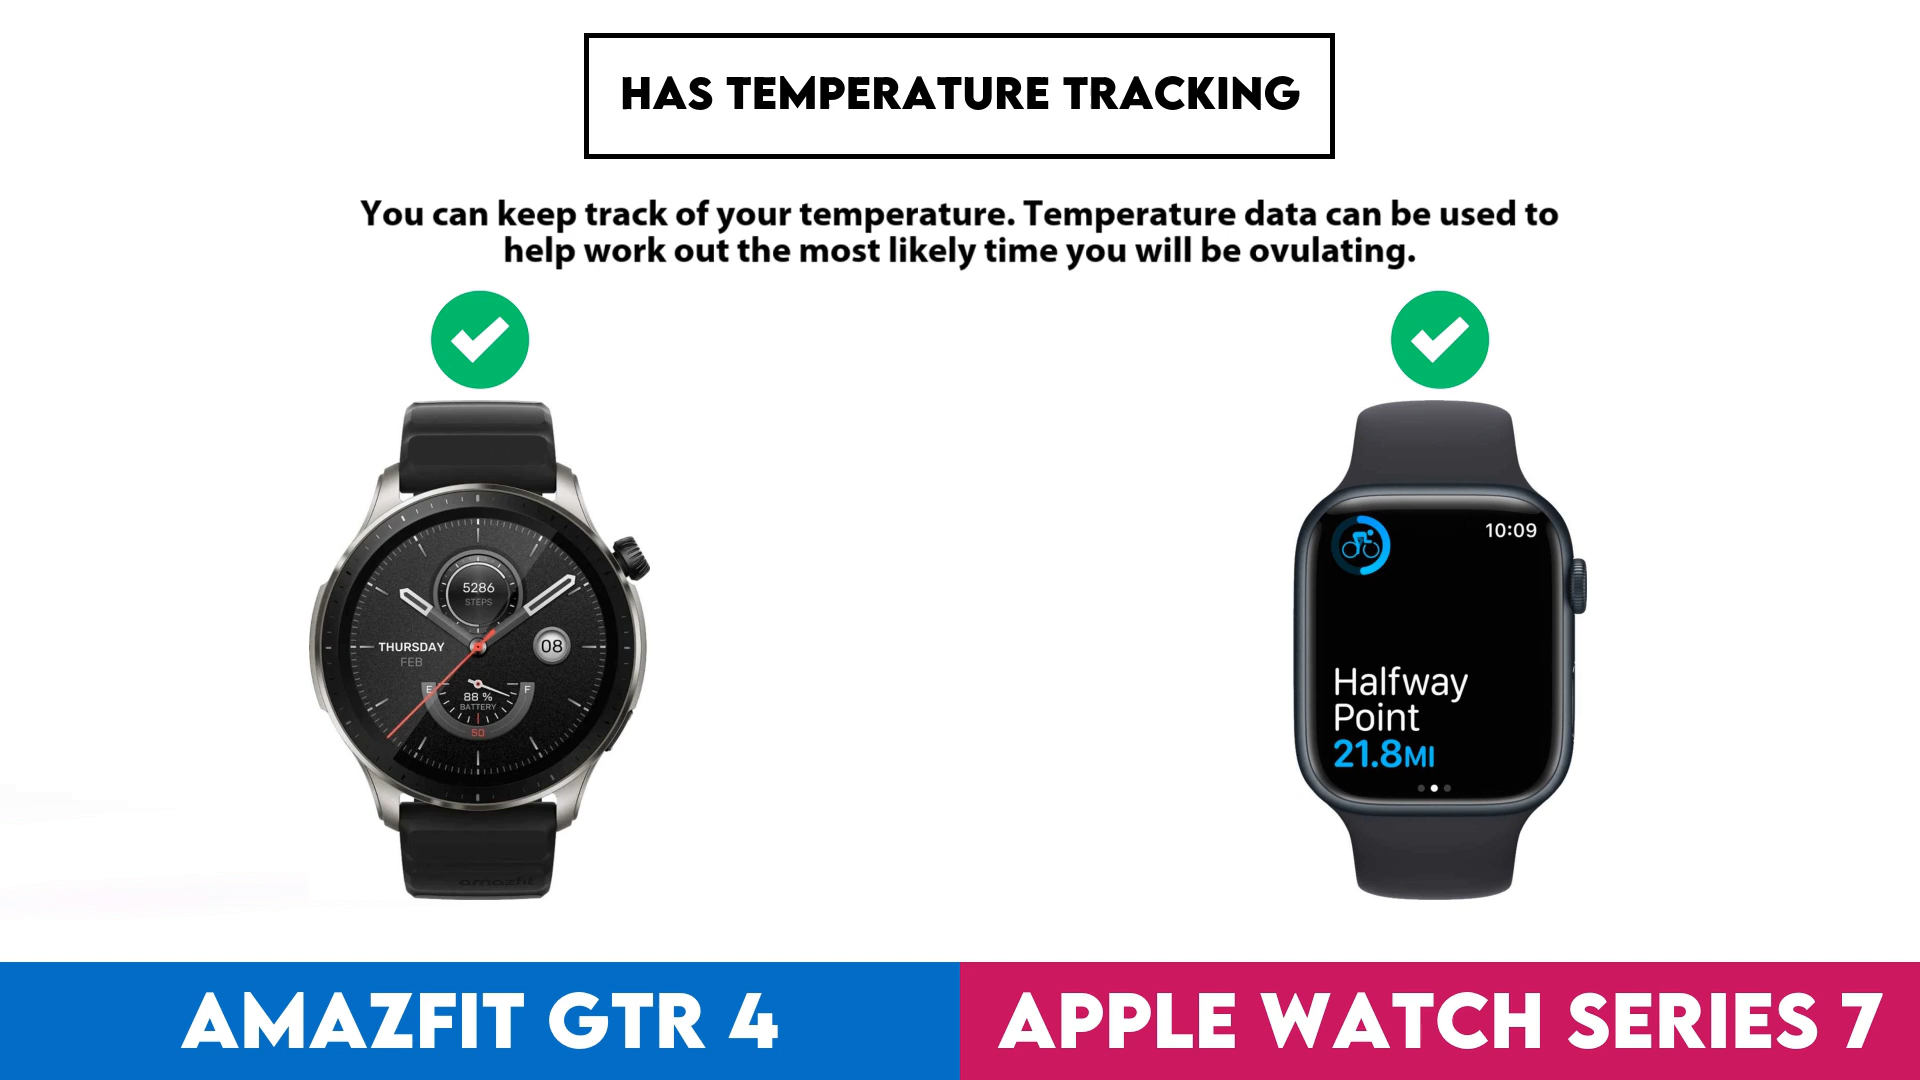 HAS TEMPERATURE TRACKING
You can keep track of your temperature. Temperature data can be used to
help work out the most likely time you will be ovulating.
5286
STEPS
THURSDAY
FEB
08
E
F
88 %
BATTERY
50
amazfit
10:09
Halfway
Point
21.8MI
AMAZFIT GTR 4
APPLE WATCH SERIES 7